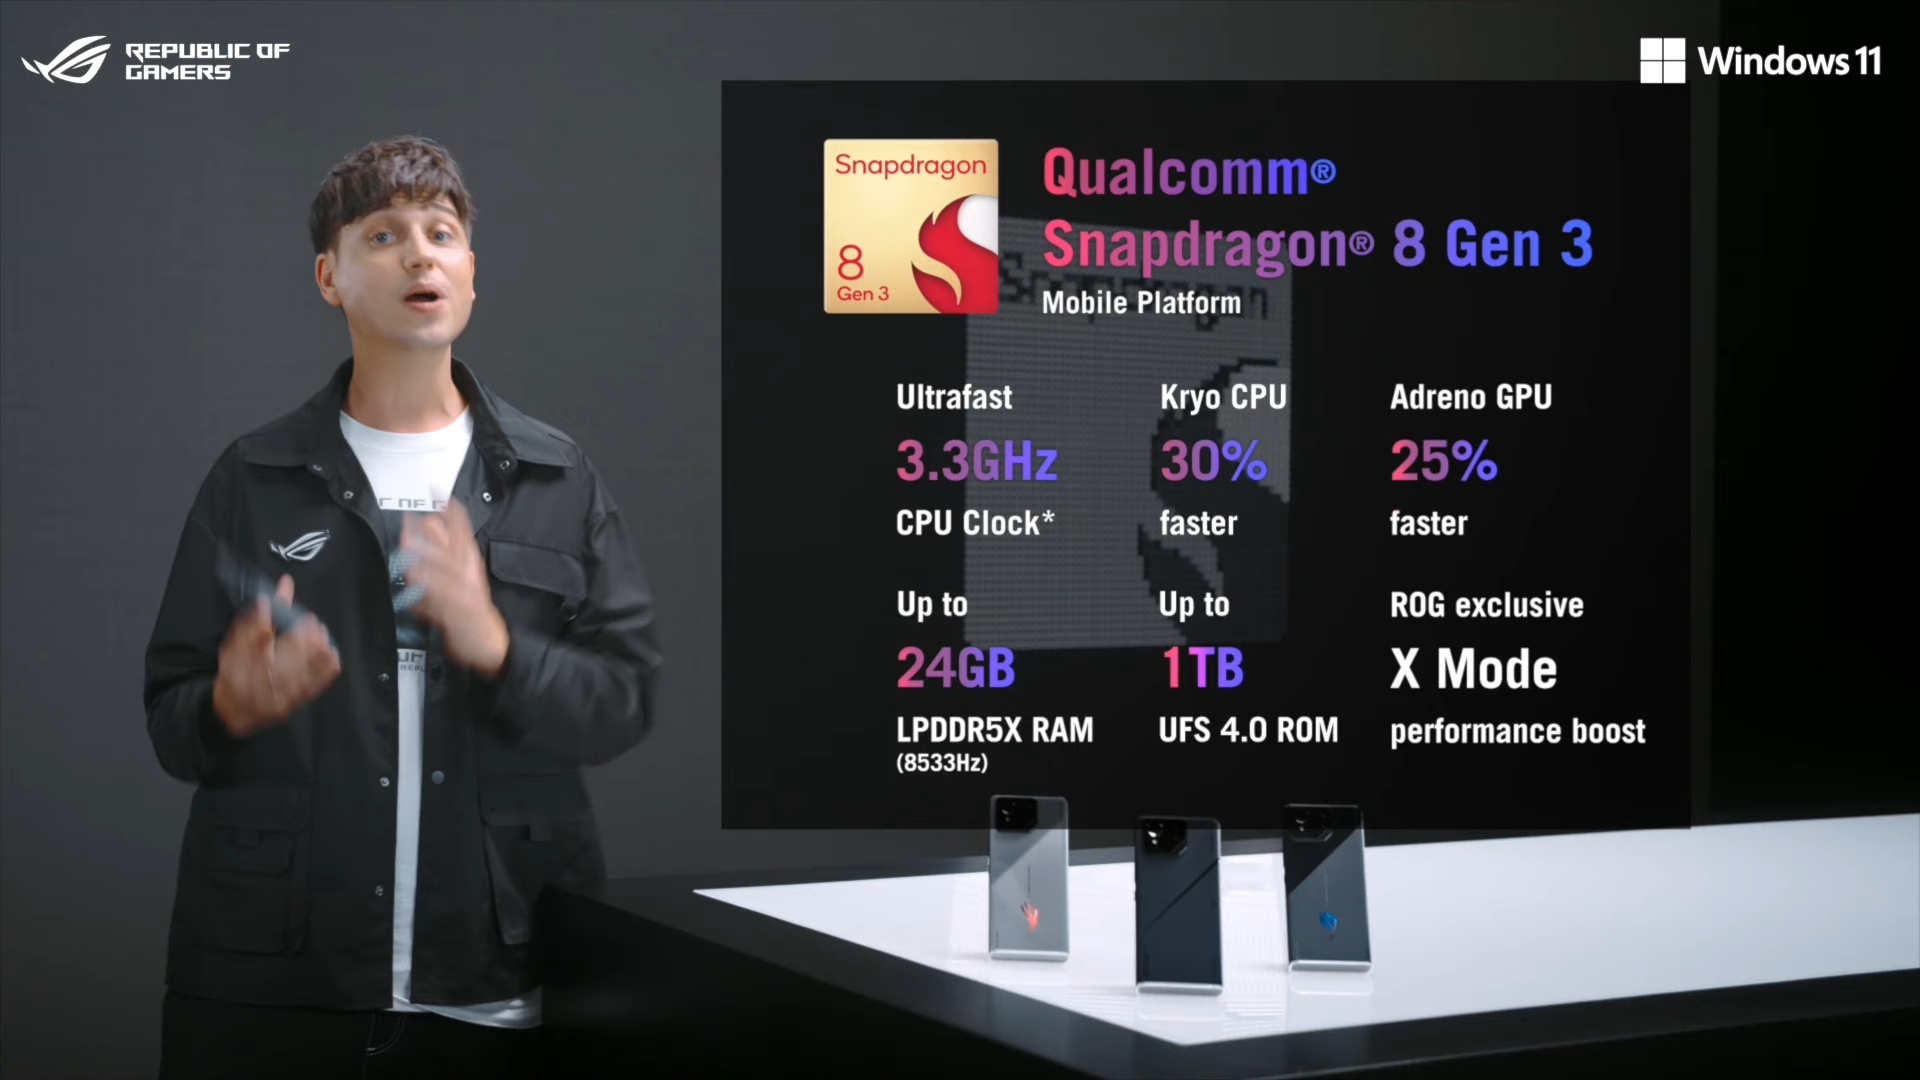 REPUBLIC OF
GAMERS
Windows 11
Snapdragon
8
Gen 3
Qualcomm®
Snapdragon® 8 Gen 3
Mobile Platform
Ultrafast
3.3GHz
CPU Clock*
Kryo CPU
30%
faster
Adreno GPU
25%
faster
Up to
24GB
LPDDR5X RAM
(8533Hz)
Up to
1TB
UFS 4.0 ROM
ROG exclusive
X Mode
performance boost
Snapdragon